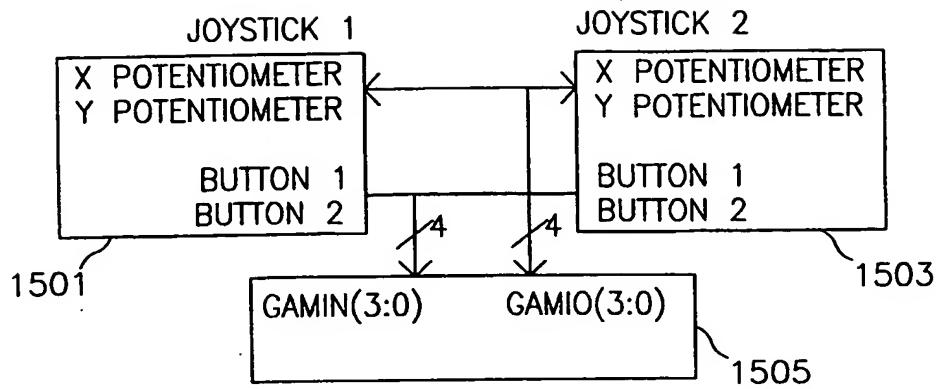 JOYSTICK 1
JOYSTICK 2
X POTENTIOMETER
Y POTENTIOMETER
BUTTON 1
BUTTON 2
X POTENTIOMETER
Y POTENTIOMETER
BUTTON 1
BUTTON 2
4
4
1501
1503
GAMIN(3:0)
GAMIO(3:0)
1505